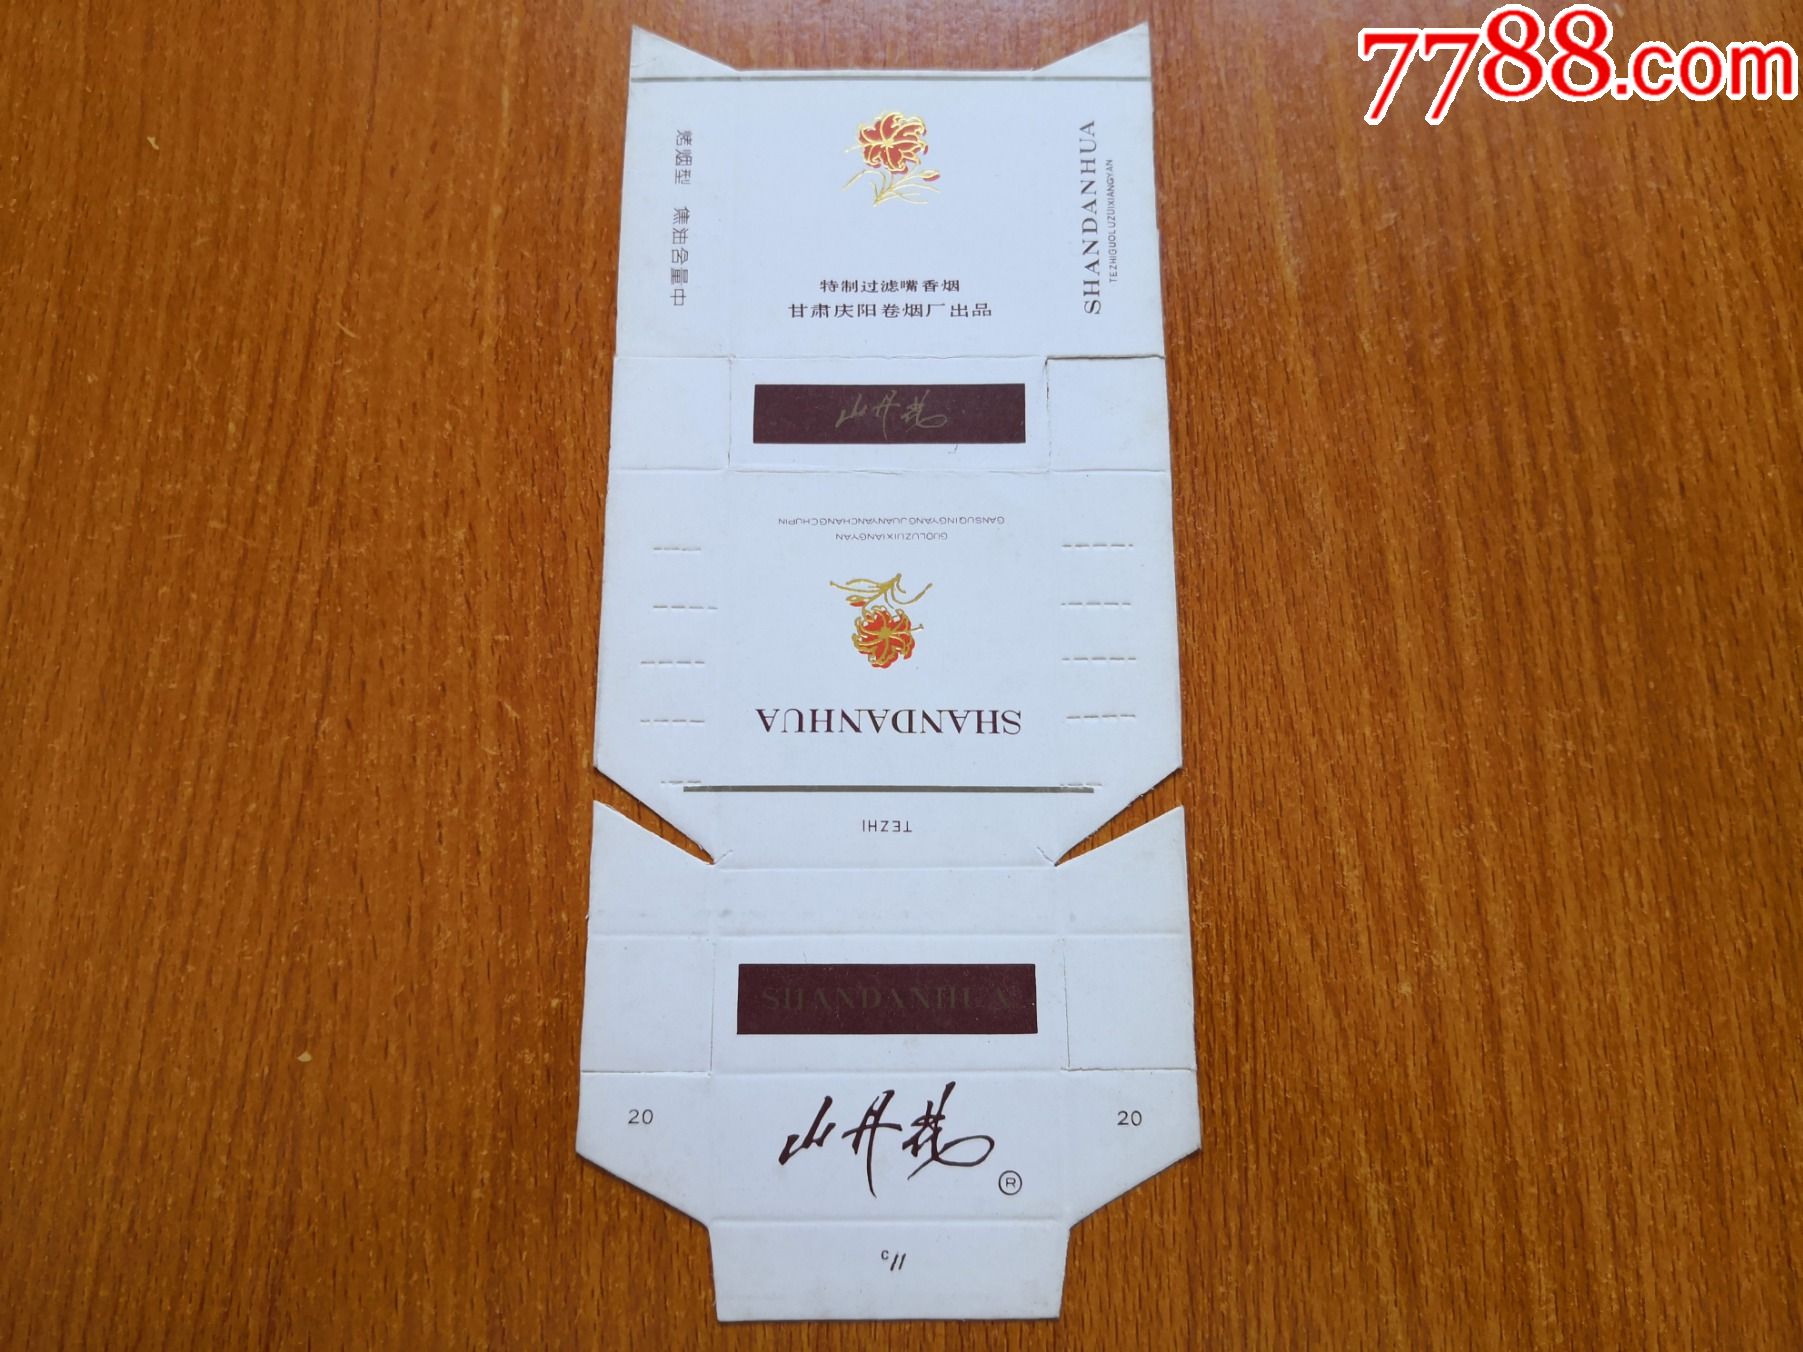 7788.com
烤烟型 焦油含量中
SHANDANHUA
TEZHIGUOLUZUIXIANGYAN
特制过滤嘴香烟
甘肃庆阳卷烟厂出品
山丹花
GANSUQINGYANGJUANYANCHANGCHUPIN
GUOLUZUIXIANGYAN
SHANDANHUA
TEZHI
SHANDANHUA
20
山丹花
®
20